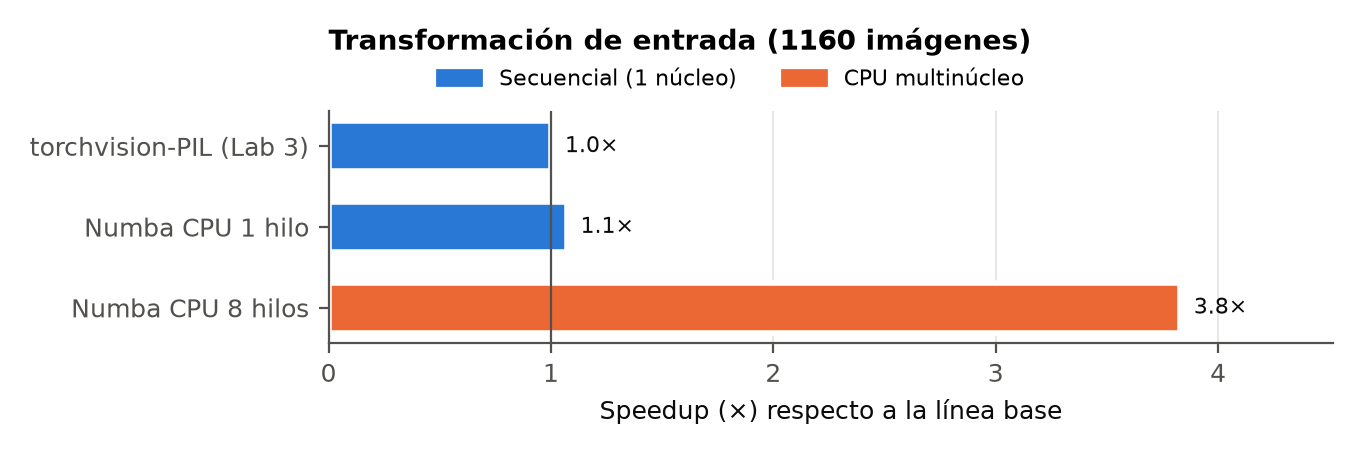 Transformación de entrada (1160 imágenes)
Secuencial (1 núcleo) CPU multinúcleo
torchvision-PIL (Lab 3) 1.0×
Numba CPU 1 hilo 1.1×
Numba CPU 8 hilos 3.8×
0 1 2 3 4
Speedup (×) respecto a la línea base